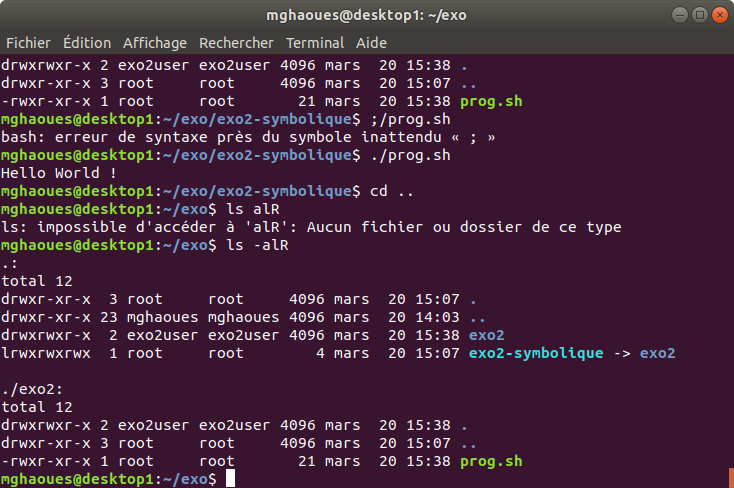 mghaoues@desktop1: ~/exo
Fichier Édition Affichage Rechercher Terminal Aide
drwxrwxr-x 2 exo2user exo2user 4096 mars  20 15:38 .
drwxr-xr-x 3 root     root     4096 mars  20 15:07 ..
-rwxr-xr-x 1 root     root       21 mars  20 15:38 prog.sh
mghaoues@desktop1:~/exo/exo2-symbolique$ ;/prog.sh
bash: erreur de syntaxe près du symbole inattendu « ; »
mghaoues@desktop1:~/exo/exo2-symbolique$ ./prog.sh
Hello World !
mghaoues@desktop1:~/exo/exo2-symbolique$ cd ..
mghaoues@desktop1:~/exo$ ls alR
ls: impossible d'accéder à 'alR': Aucun fichier ou dossier de ce type
mghaoues@desktop1:~/exo$ ls -alR
.:
total 12
drwxr-xr-x  3 root     root     4096 mars  20 15:07 .
drwxr-xr-x 23 mghaoues mghaoues 4096 mars  20 14:03 ..
drwxrwxr-x  2 exo2user exo2user 4096 mars  20 15:38 exo2
lrwxrwxrwx  1 root     root        4 mars  20 15:07 exo2-symbolique -> exo2
./exo2:
total 12
drwxrwxr-x 2 exo2user exo2user 4096 mars  20 15:38 .
drwxr-xr-x 3 root     root     4096 mars  20 15:07 ..
-rwxr-xr-x 1 root     root       21 mars  20 15:38 prog.sh
mghaoues@desktop1:~/exo$